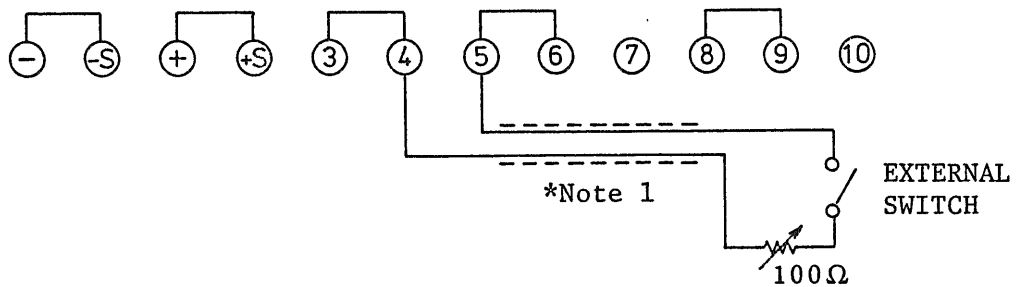 - -S + +S 3 4 5 6 7 8 9 10
*Note 1
EXTERNAL
SWITCH
100Ω